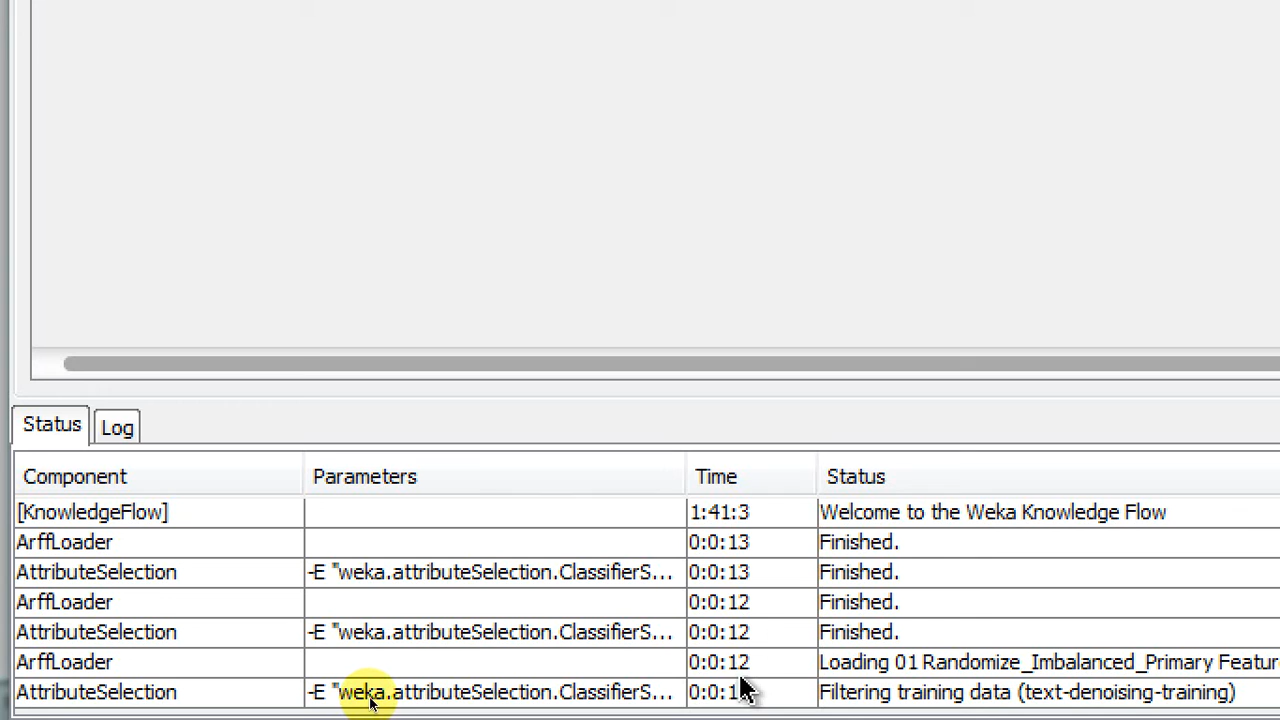 Status Log
Component Parameters Time Status
[KnowledgeFlow] 1:41:3 Welcome to the Weka Knowledge Flow
ArffLoader 0:0:13 Finished.
AttributeSelection -E "weka.attributeSelection.ClassifierS... 0:0:13 Finished.
ArffLoader 0:0:12 Finished.
AttributeSelection -E "weka.attributeSelection.ClassifierS... 0:0:12 Finished.
ArffLoader 0:0:12 Loading 01 Randomize_Imbalanced_Primary Featur
AttributeSelection -E "weka.attributeSelection.ClassifierS... Filtering training data (text-denoising-training)